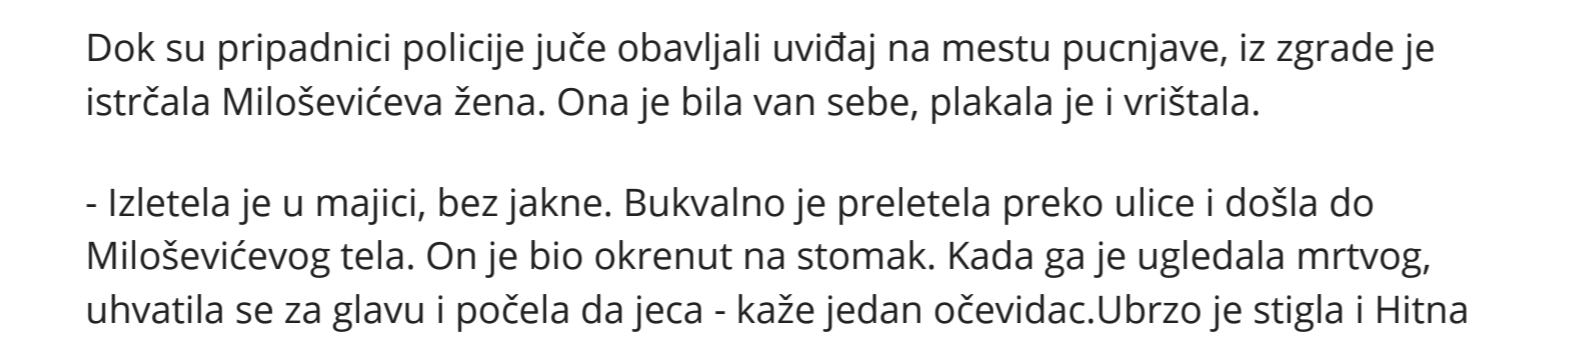 Dok su pripadnici policije juče obavljali uviđaj na mestu pucnjave, iz zgrade je
istrčala Miloševićeva žena. Ona je bila van sebe, plakala je i vrištala.
- Izletela je u majici, bez jakne. Bukvalno je preletela preko ulice i došla do
Miloševićevog tela. On je bio okrenut na stomak. Kada ga je ugledala mrtvog,
uhvatila se za glavu i počela da jeca - kaže jedan očevidac.Ubrzo je stigla i Hitna